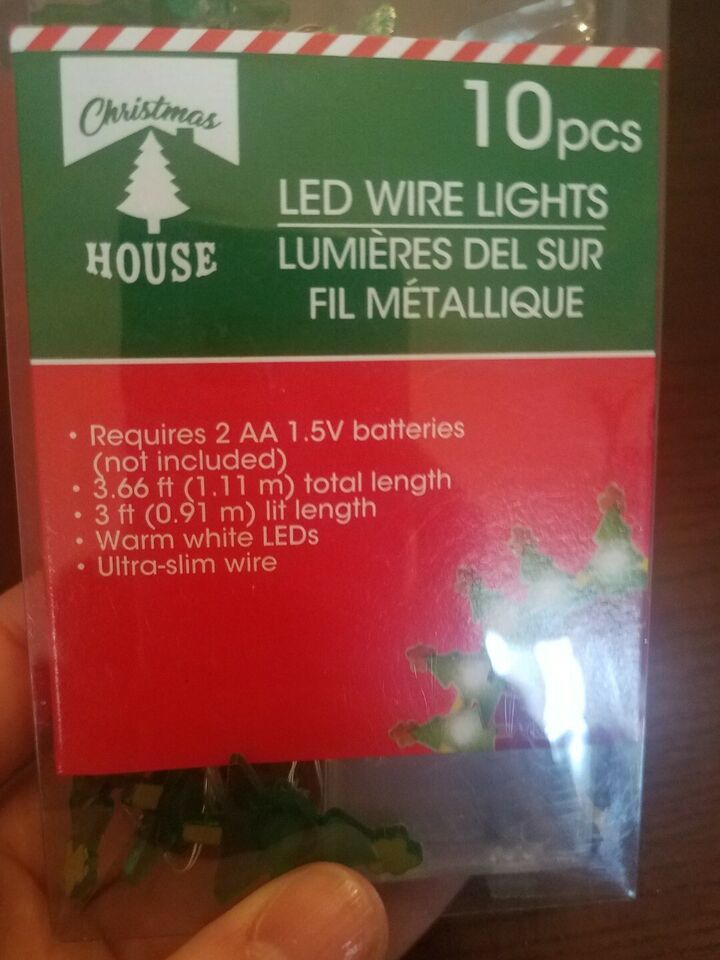 Christmas
HOUSE
10pcs
LED WIRE LIGHTS
LUMIÈRES DEL SUR
FIL MÉTALLIQUE
• Requires 2 AA 1.5V batteries
(not included)
• 3.66 ft (1.11 m) total length
• 3 ft (0.91 m) lit length
• Warm white LEDs
• Ultra-slim wire